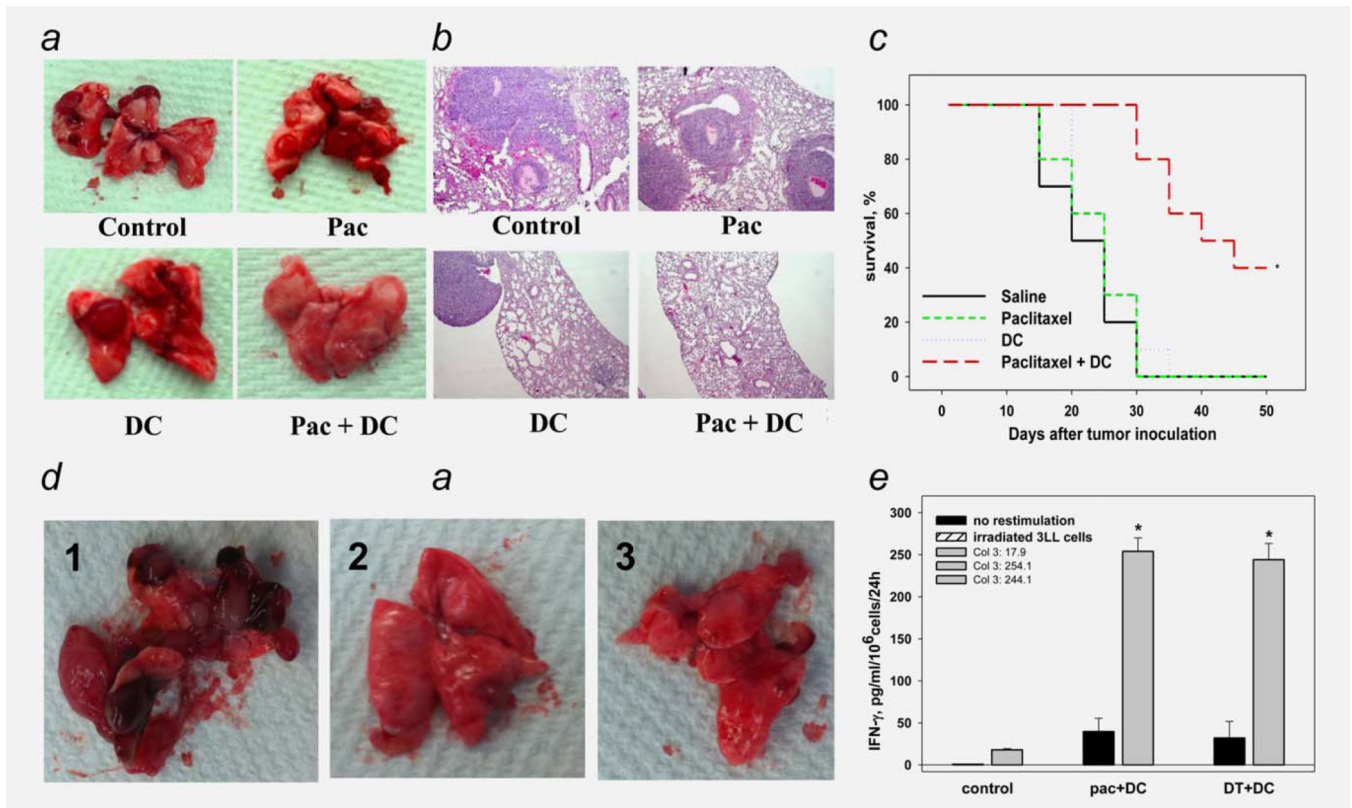 a
b
c
Control
Pac
DC
Pac + DC
Control
Pac
DC
Pac + DC
survival, %
100
80
60
40
20
0
Saline
Paclitaxel
DC
Paclitaxel + DC
*
0 10 20 30 40 50
Days after tumor inoculation
d
a
e
1
2
3
IFN-γ, pg/ml/10⁶cells/24h
300
250
200
150
100
50
0
no restimulation
irradiated 3LL cells
Col 3: 17.9
Col 3: 254.1
Col 3: 244.1
*
*
control pac+DC DT+DC